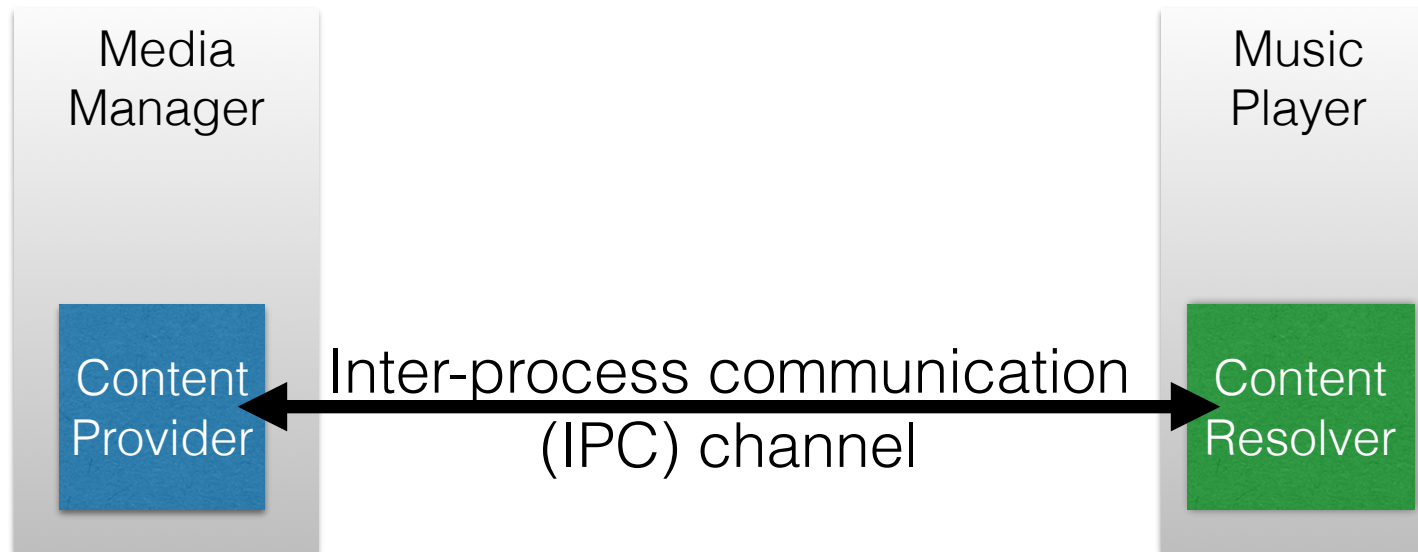 Media
Manager
Music
Player
Content
Provider
Inter-process communication
(IPC) channel
Content
Resolver